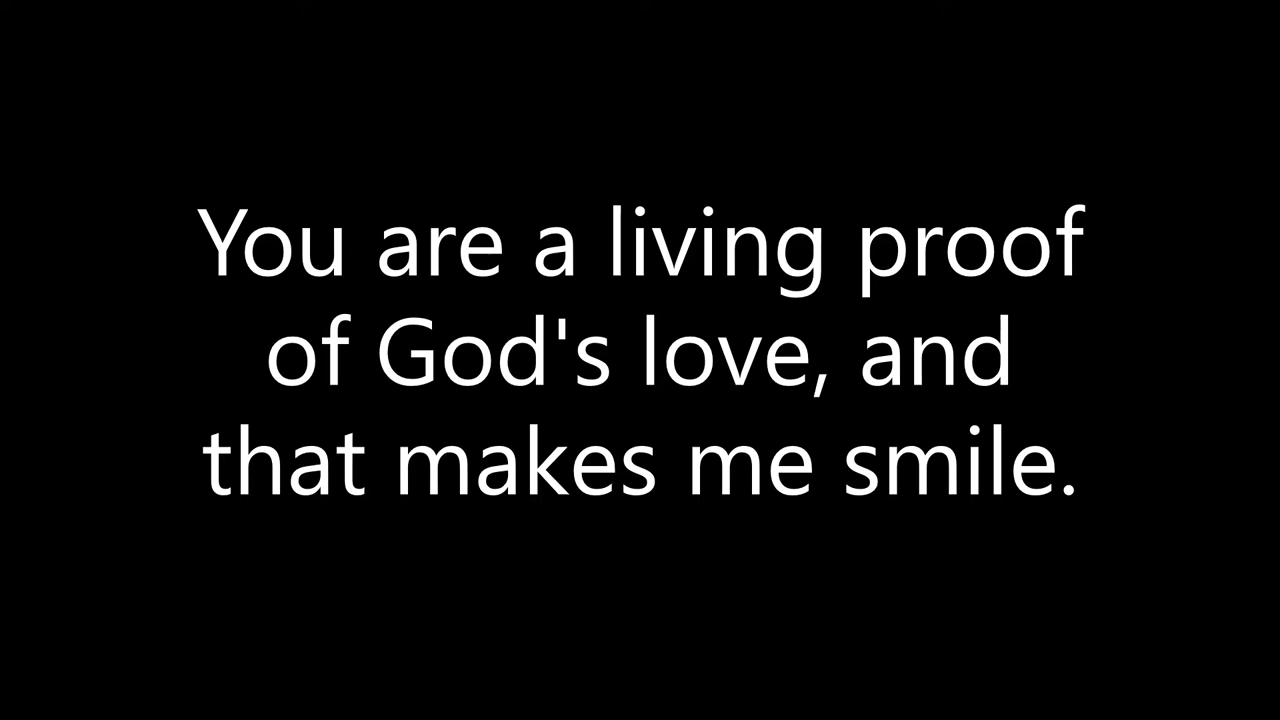 You are a living proof
of God's love, and
that makes me smile.